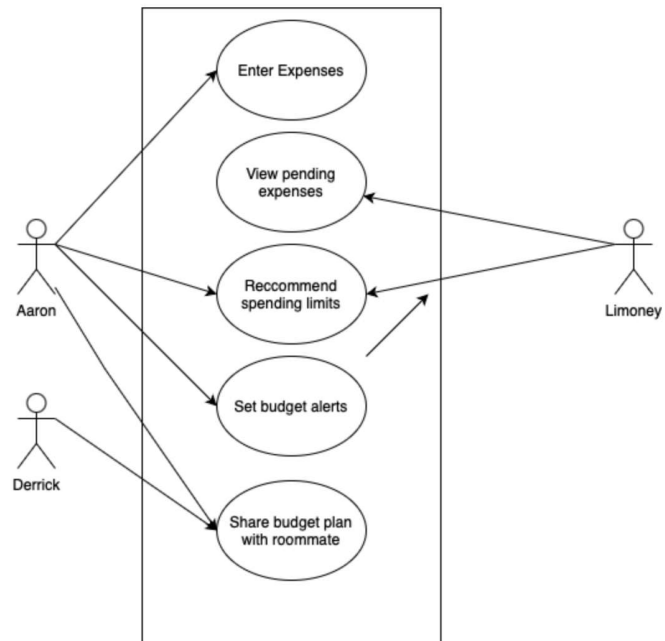 Enter Expenses
View pending
expenses
Aaron
Reccommend
spending limits
Limoney
Set budget alerts
Derrick
Share budget plan
with roommate